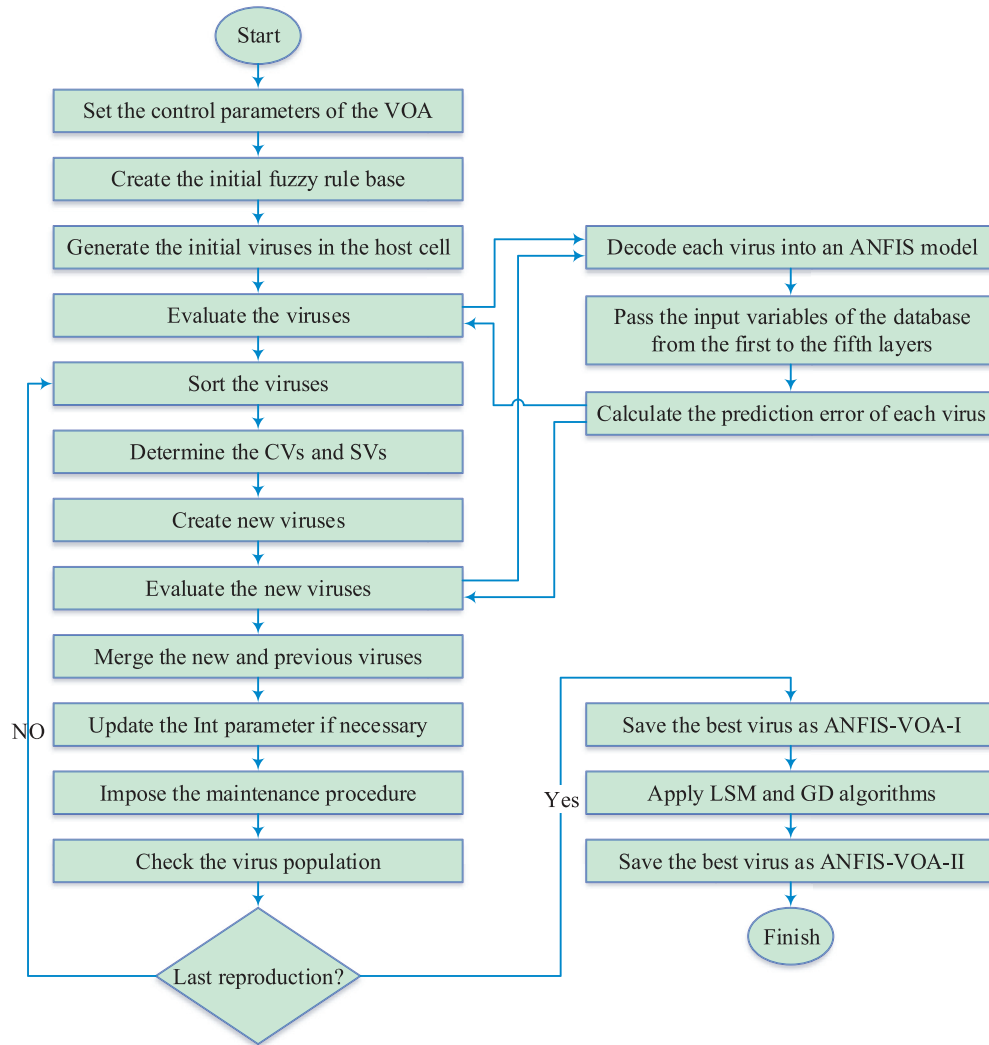 Start
Set the control parameters of the VOA
Create the initial fuzzy rule base
Generate the initial viruses in the host cell
Evaluate the viruses
Sort the viruses
Determine the CVs and SVs
Create new viruses
Evaluate the new viruses
Merge the new and previous viruses
Update the Int parameter if necessary
Impose the maintenance procedure
Check the virus population
Last reproduction?
NO
Yes
Decode each virus into an ANFIS model
Pass the input variables of the database
from the first to the fifth layers
Calculate the prediction error of each virus
Save the best virus as ANFIS-VOA-I
Apply LSM and GD algorithms
Save the best virus as ANFIS-VOA-II
Finish